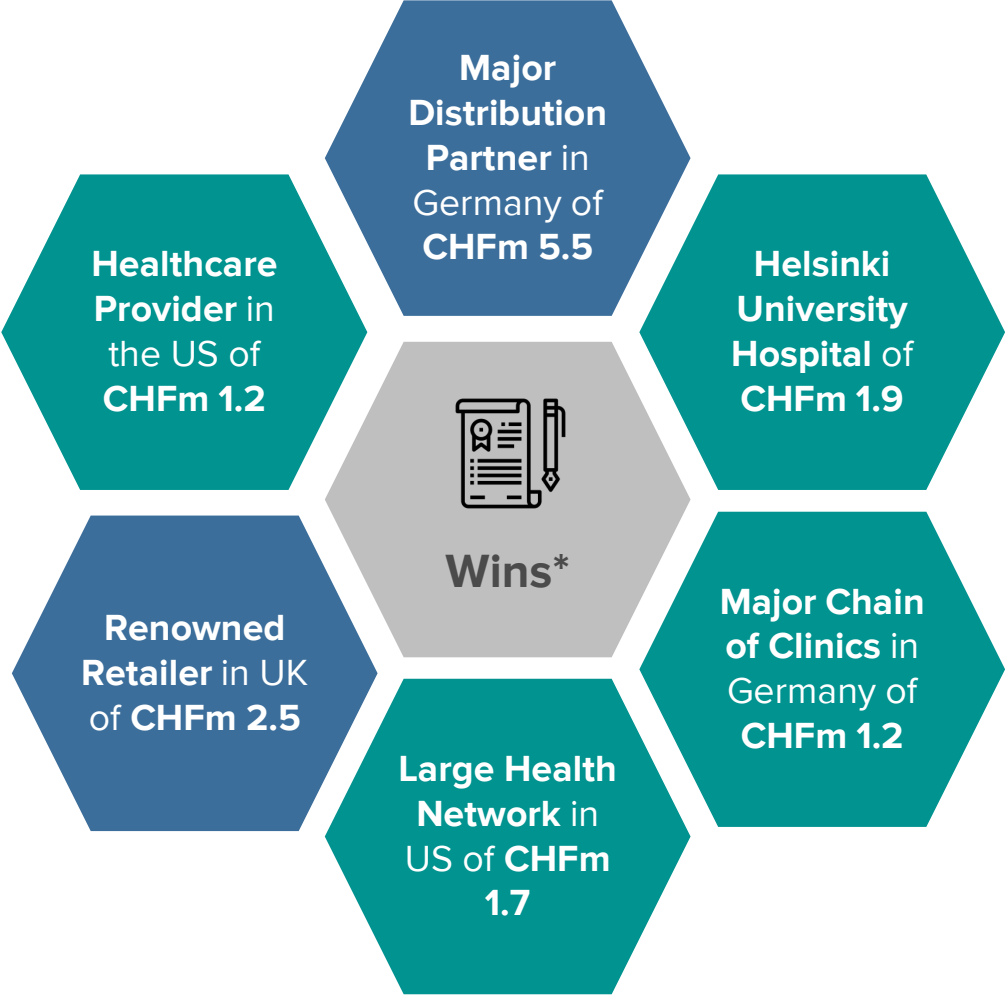 Major
Distribution
Partner in
Germany of
CHFm 5.5
Healthcare
Provider in
the US of
CHFm 1.2
Helsinki
University
Hospital of
CHFm 1.9
Wins*
Renowned
Retailer in UK
of CHFm 2.5
Major Chain
of Clinics in
Germany of
CHFm 1.2
Large Health
Network in
US of CHFm
1.7